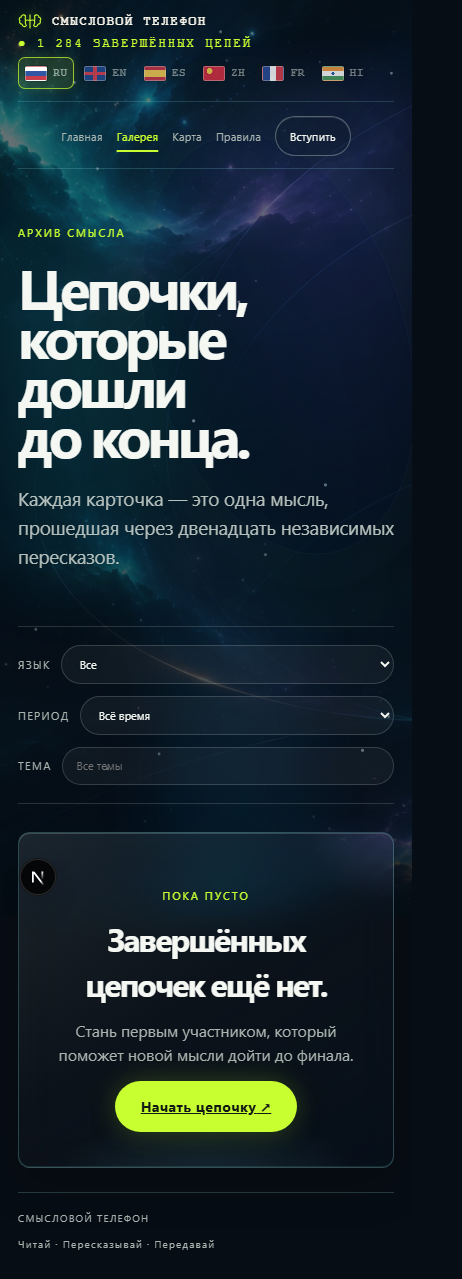 СМЫСЛОВОЙ ТЕЛЕФОН
1 284 ЗАВЕРШЁННЫХ ЦЕПЕЙ
RU EN ES ZH FR HI
Главная Галерея Карта Правила Вступить
АРХИВ СМЫСЛА
Цепочки,
которые
дошли
до конца.
Каждая карточка — это одна мысль,
прошедшая через двенадцать независимых
пересказов.
ЯЗЫК Все
ПЕРИОД Всё время
ТЕМА Все темы
N
ПОКА ПУСТО
Завершённых
цепочек ещё нет.
Стань первым участником, который
поможет новой мысли дойти до финала.
Начать цепочку ↗
СМЫСЛОВОЙ ТЕЛЕФОН
Читай · Пересказывай · Передавай